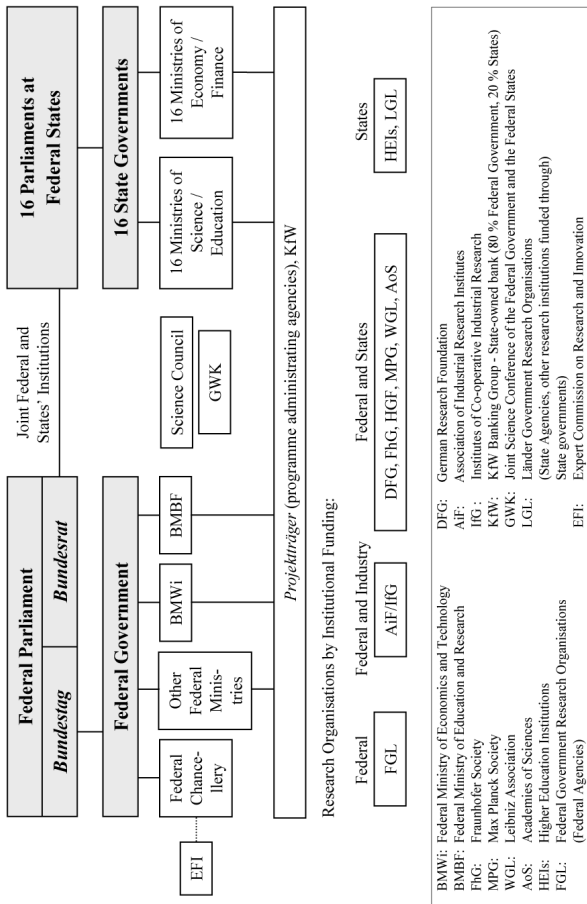 Federal Parliament
Bundestag
Bundesrat
Joint Federal and
States' Institutions
16 Parliaments at
Federal States
Federal Government
16 State Governments
EFI
Federal
Chance-
llery
Other
Federal
Minis-
tries
BMWi
BMBF
Science Council
GWK
16 Ministries of
Science /
Education
16 Ministries of
Economy /
Finance
Projektträger (programme administrating agencies), KfW
Research Organisations by Institutional Funding:
Federal
Federal and Industry
Federal and States
States
FGL
AiF/IfG
DFG, FhG, HGF, MPG, WGL, AoS
HEIs, LGL
BMWi: Federal Ministry of Economics and Technology
BMBF: Federal Ministry of Education and Research
FhG: Fraunhofer Society
MPG: Max Planck Society
WGL: Leibniz Association
AoS: Academies of Sciences
HEIs: Higher Education Institutions
FGL: Federal Government Research Organisations
(Federal Agencies)
DFG: German Research Foundation
AiF: Association of Industrial Research Institutes
IfG : Institutes of Co-operative Industrial Research
KfW: KfW Banking Group - State-owned bank (80 % Federal Government, 20 % States)
GWK: Joint Science Conference of the Federal Government and the Federal States
LGL: Länder Government Research Organisations
(State Agencies, other research institutions funded through)
State governments)
EFI: Expert Commission on Research and Innovation